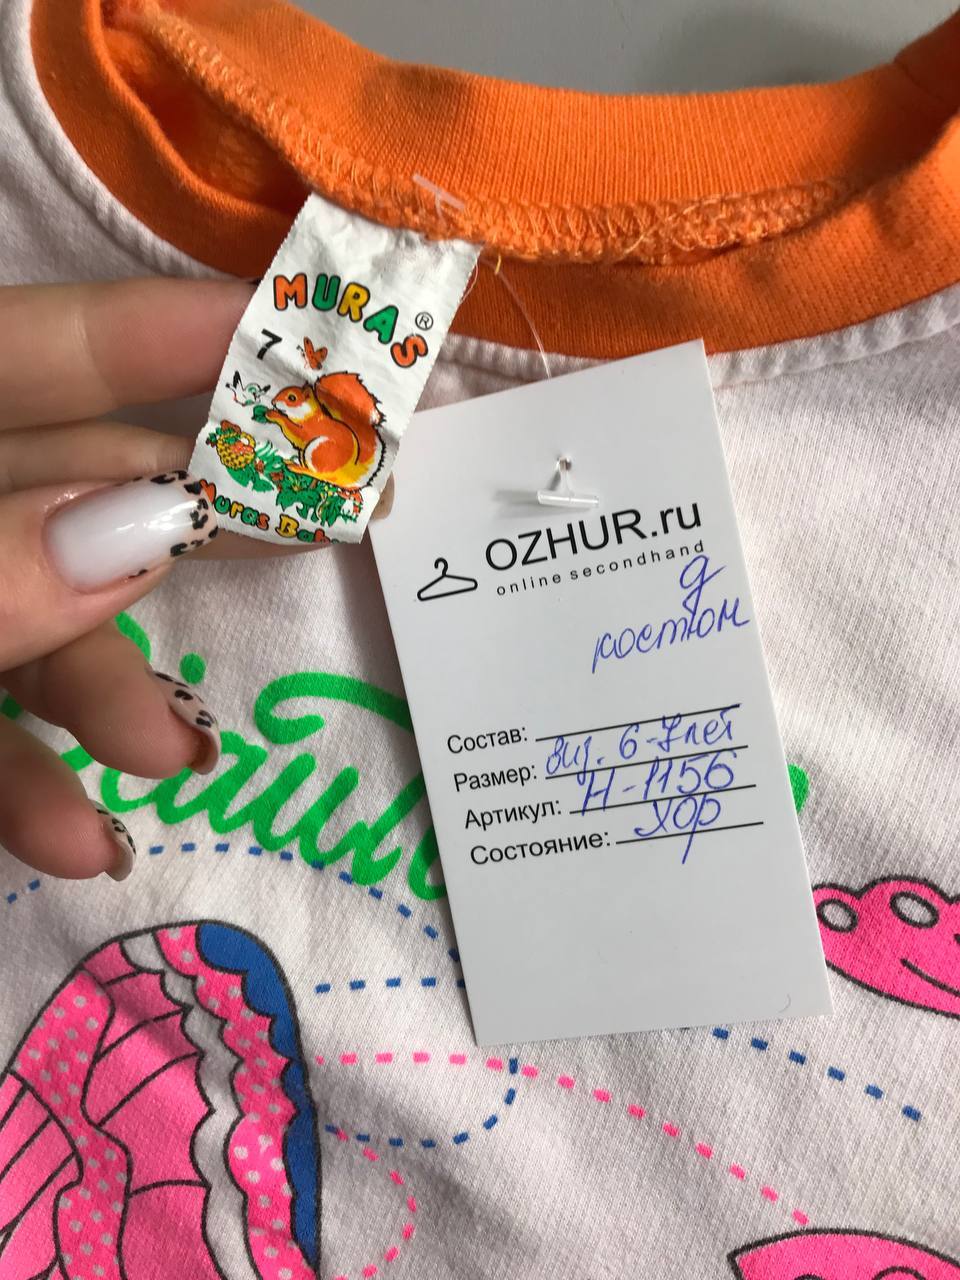 MURAS®
7
Muras Bab
OZHUR.ru
online secondhand
д
костюм
Состав:
Размер: виз. 6-7 лет
Артикул: Н-1156
Состояние: хор